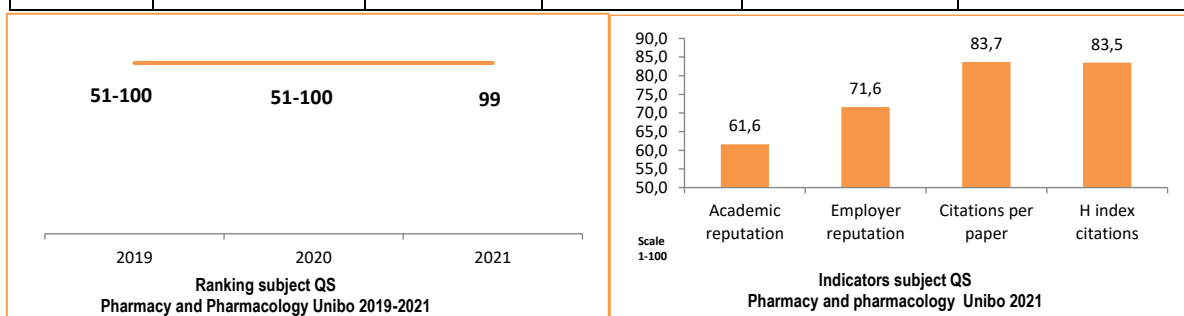 51-100
51-100
99
2019
2020
2021
Ranking subject QS
Pharmacy and Pharmacology Unibo 2019-2021
90,0
85,0
80,0
75,0
70,0
65,0
60,0
55,0
50,0
61,6
71,6
83,7
83,5
Academic
reputation
Employer
reputation
Citations per
paper
H index
citations
Scale
1-100
Indicators subject QS
Pharmacy and pharmacology Unibo 2021